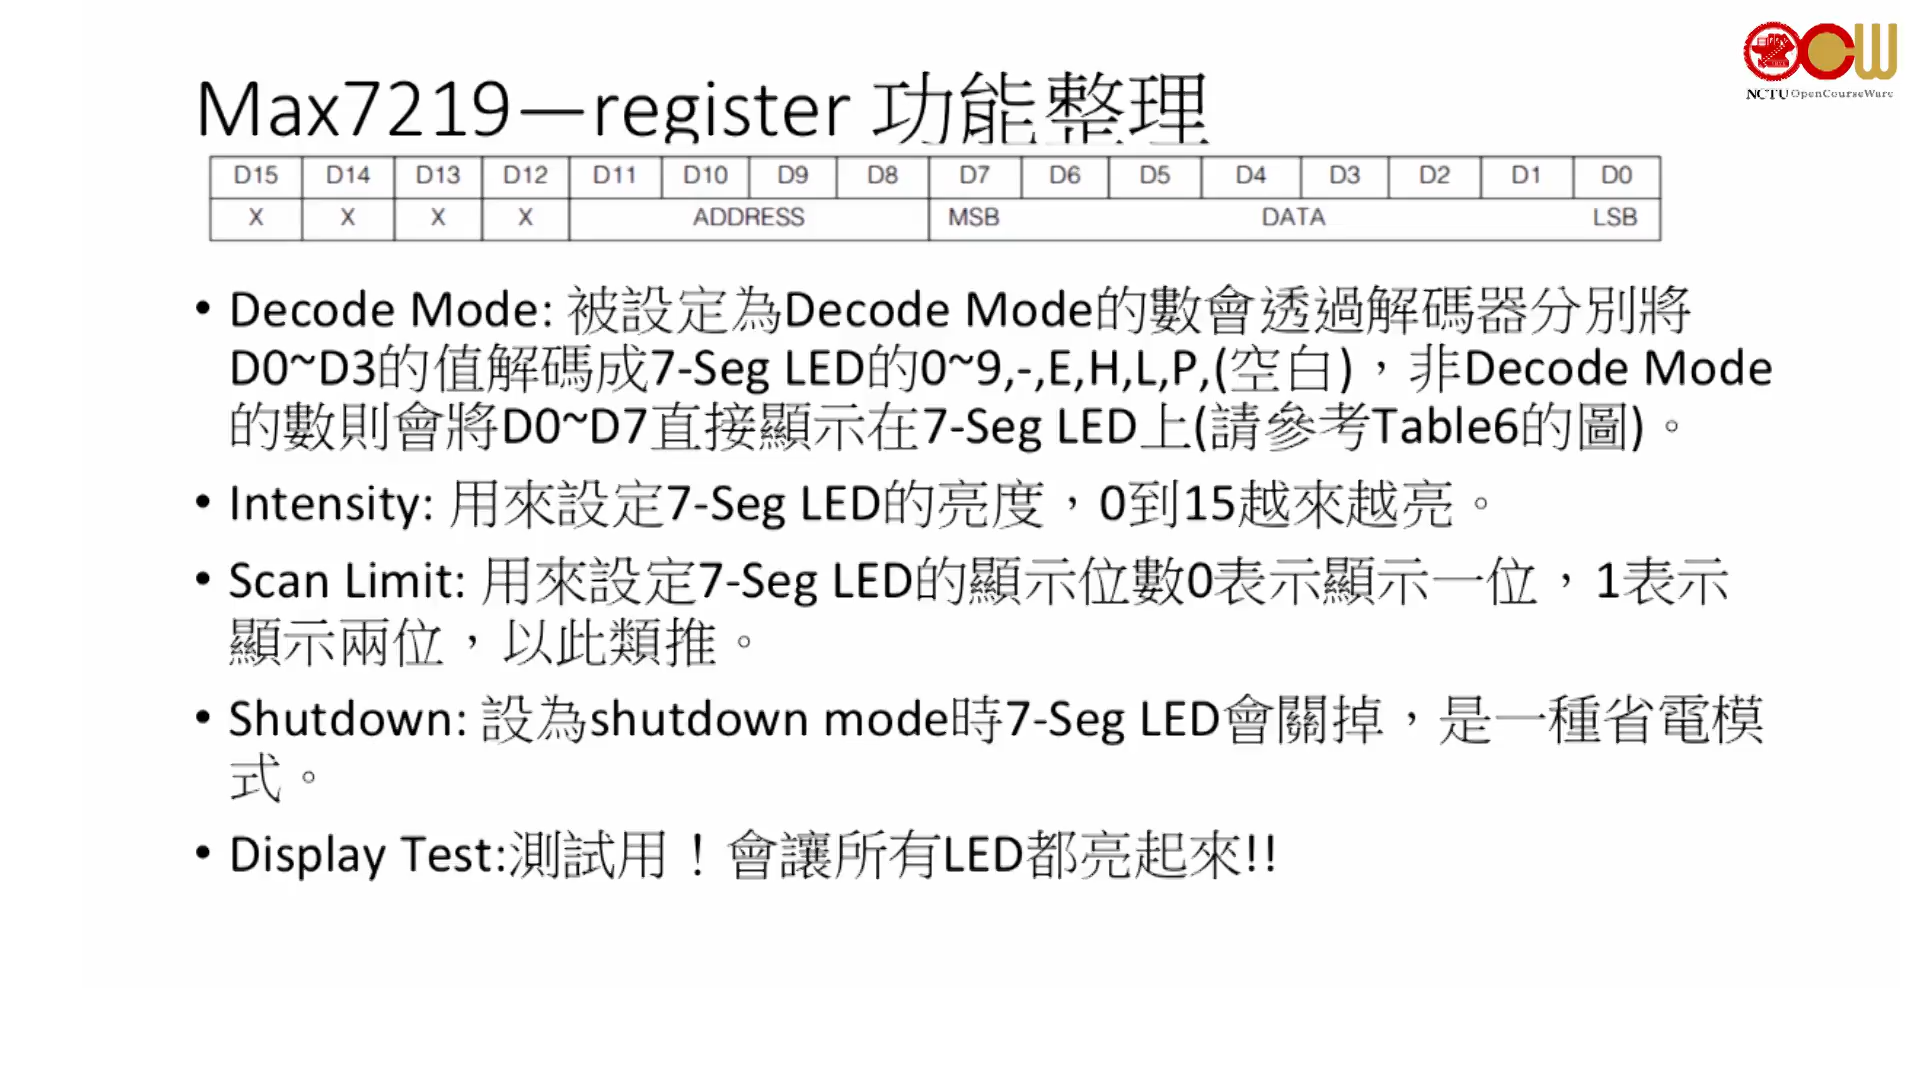 NCTU OpenCourseWare
Max7219—register 功能整理
D15 D14 D13 D12 D11 D10 D9 D8 D7 D6 D5 D4 D3 D2 D1 D0
X X X X ADDRESS MSB DATA LSB
• Decode Mode: 被設定為Decode Mode的數會透過解碼器分別將
D0~D3的值解碼成7-Seg LED的0~9,-,E,H,L,P,(空白)，非Decode Mode
的數則會將D0~D7直接顯示在7-Seg LED上(請參考Table6的圖)。
• Intensity: 用來設定7-Seg LED的亮度，0到15越來越亮。
• Scan Limit: 用來設定7-Seg LED的顯示位數0表示顯示一位，1表示
顯示兩位，以此類推。
• Shutdown: 設為shutdown mode時7-Seg LED會關掉，是一種省電模
式。
• Display Test:測試用！會讓所有LED都亮起來!!